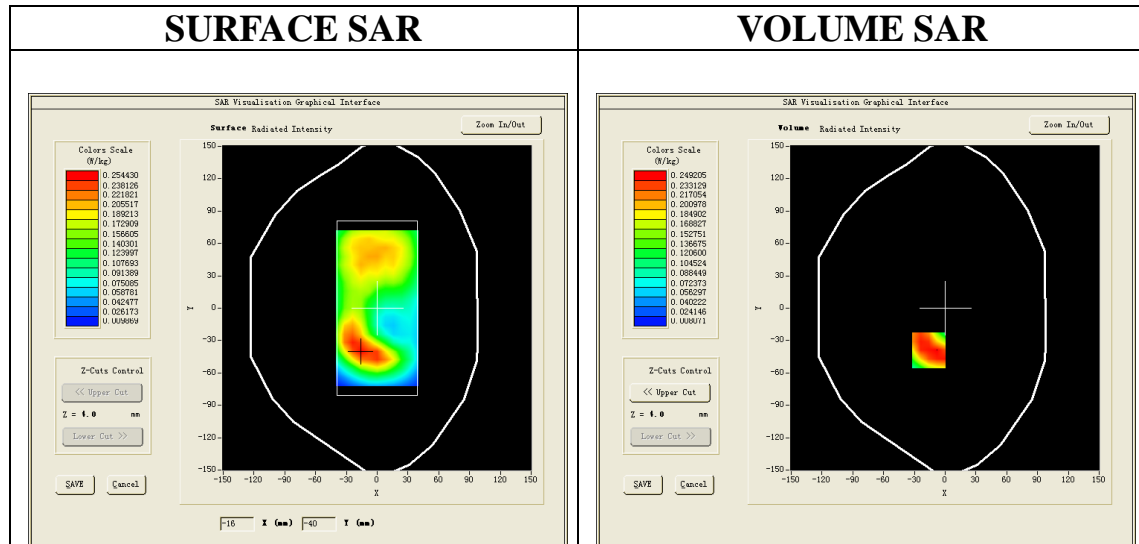 SURFACE SAR
VOLUME SAR
SAR Visualisation Graphical Interface
Surface Radiated Intensity
Zoom In/Out
Colors Scale
(W/kg)
0.254430
0.238126
0.221821
0.205517
0.189213
0.172909
0.156605
0.140301
0.123997
0.107693
0.091389
0.075085
0.058781
0.042477
0.026173
0.009869
Z-Cuts Control
<< Upper Cut
Z = 4.0 mm
Lower Cut >>
SAVE Cancel
150
120
90
60
30
0
-30
-60
-90
-120
-150
Y
-150 -120 -90 -60 -30 0 30 60 90 120 150
X
-16 X (mm) -40 Y (mm)
SAR Visualisation Graphical Interface
Volume Radiated Intensity
Zoom In/Out
Colors Scale
(W/kg)
0.249205
0.233129
0.217054
0.200978
0.184902
0.168827
0.152751
0.136675
0.120600
0.104524
0.088449
0.072373
0.056297
0.040222
0.024146
0.008071
Z-Cuts Control
<< Upper Cut
Z = 4.0 mm
Lower Cut >>
SAVE Cancel
150
120
90
60
30
0
-30
-60
-90
-120
-150
Y
-150 -120 -90 -60 -30 0 30 60 90 120 150
X